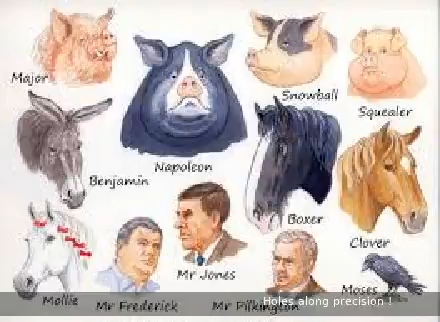 Major
Snowball
Squealer
Napoleon
Benjamin
Boxer
Clover
Mr Jones
Moses
Mollie
Mr Frederick
Mr Pilkington
Holes along precision !